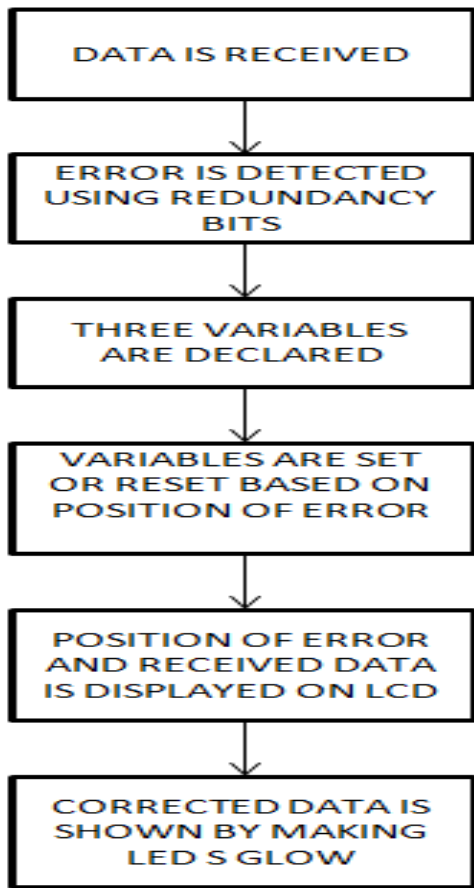 DATA IS RECEIVED
ERROR IS DETECTED
USING REDUNDANCY
BITS
THREE VARIABLES
ARE DECLARED
VARIABLES ARE SET
OR RESET BASED ON
POSITION OF ERROR
POSITION OF ERROR
AND RECEIVED DATA
IS DISPLAYED ON LCD
CORRECTED DATA IS
SHOWN BY MAKING
LED S GLOW